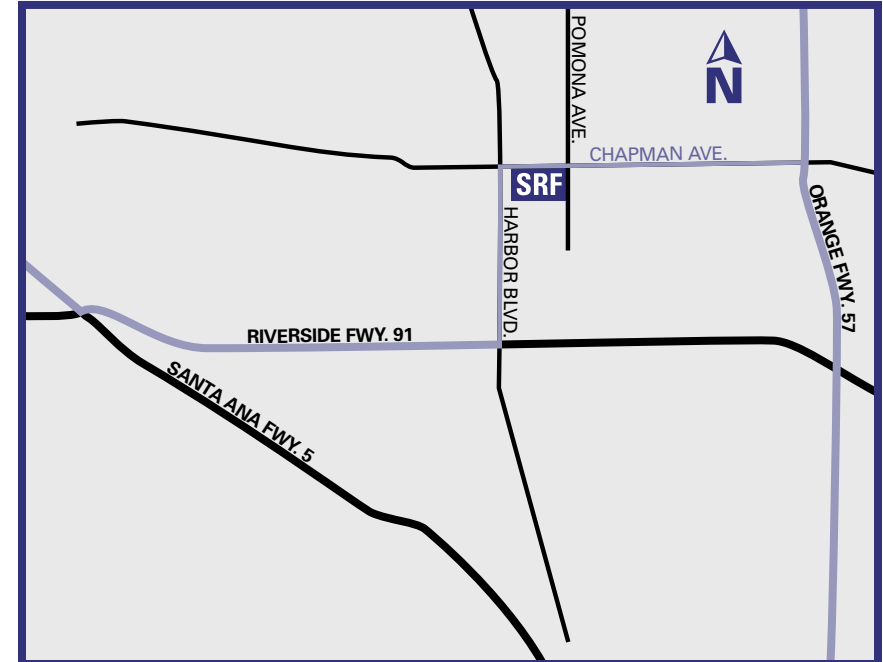 POMONA AVE.
N
CHAPMAN AVE.
SRF
HARBOR BLVD.
ORANGE FWY. 57
RIVERSIDE FWY. 91
SANTA ANA FWY. 5